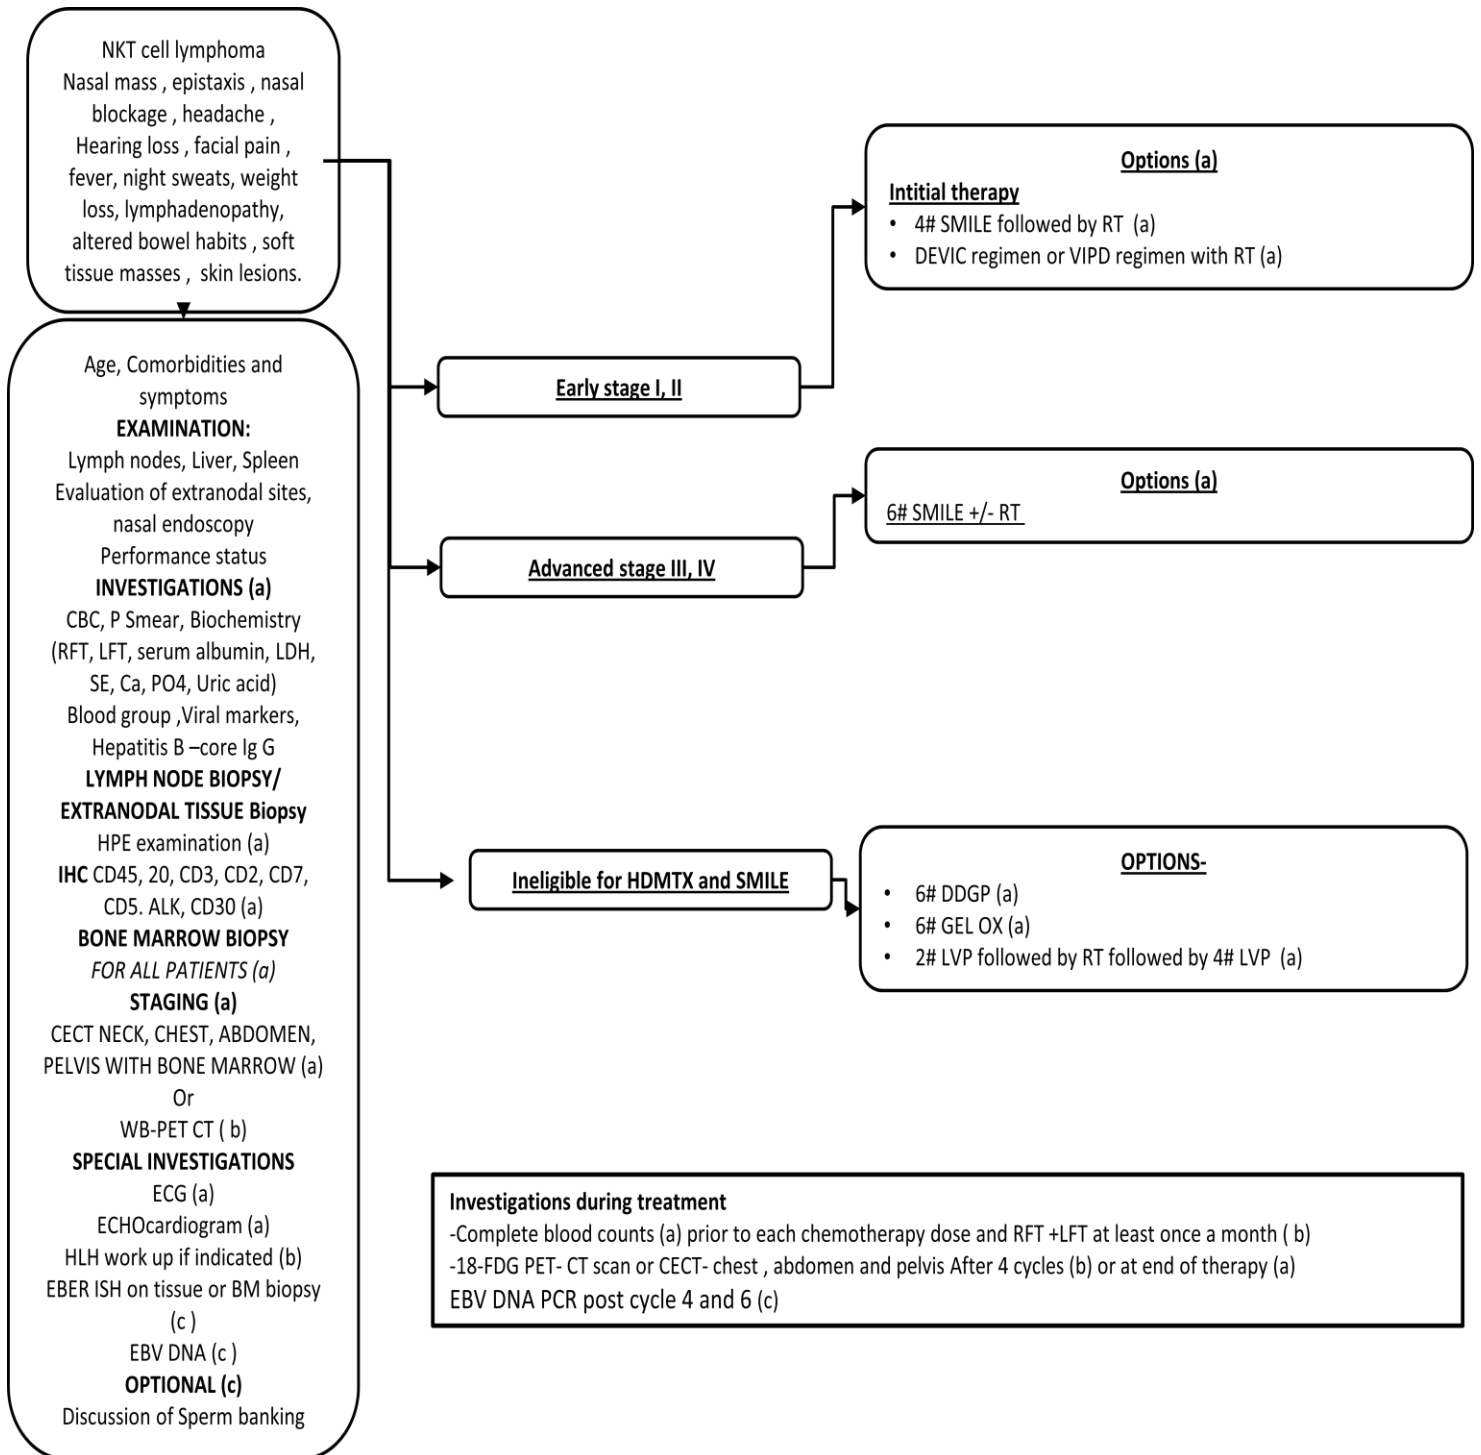 NKT cell lymphoma
Nasal mass , epistaxis , nasal
blockage , headache ,
Hearing loss , facial pain ,
fever, night sweats, weight
loss, lymphadenopathy,
altered bowel habits , soft
tissue masses , skin lesions.
Age, Comorbidities and
symptoms
EXAMINATION:
Lymph nodes, Liver, Spleen
Evaluation of extranodal sites,
nasal endoscopy
Performance status
INVESTIGATIONS (a)
CBC, P Smear, Biochemistry
(RFT, LFT, serum albumin, LDH,
SE, Ca, PO4, Uric acid)
Blood group ,Viral markers,
Hepatitis B –core Ig G
LYMPH NODE BIOPSY/
EXTRANODAL TISSUE Biopsy
HPE examination (a)
IHC CD45, 20, CD3, CD2, CD7,
CD5. ALK, CD30 (a)
BONE MARROW BIOPSY
FOR ALL PATIENTS (a)
STAGING (a)
CECT NECK, CHEST, ABDOMEN,
PELVIS WITH BONE MARROW (a)
Or
WB-PET CT ( b)
SPECIAL INVESTIGATIONS
ECG (a)
ECHOcardiogram (a)
HLH work up if indicated (b)
EBER ISH on tissue or BM biopsy
(c )
EBV DNA (c )
OPTIONAL (c)
Discussion of Sperm banking
Early stage I, II
Options (a)
Intitial therapy
• 4# SMILE followed by RT (a)
• DEVIC regimen or VIPD regimen with RT (a)
Advanced stage III, IV
Options (a)
6# SMILE +/- RT
Ineligible for HDMTX and SMILE
OPTIONS-
• 6# DDGP (a)
• 6# GEL OX (a)
• 2# LVP followed by RT followed by 4# LVP (a)
Investigations during treatment
-Complete blood counts (a) prior to each chemotherapy dose and RFT +LFT at least once a month ( b)
-18-FDG PET- CT scan or CECT- chest , abdomen and pelvis After 4 cycles (b) or at end of therapy (a)
EBV DNA PCR post cycle 4 and 6 (c)